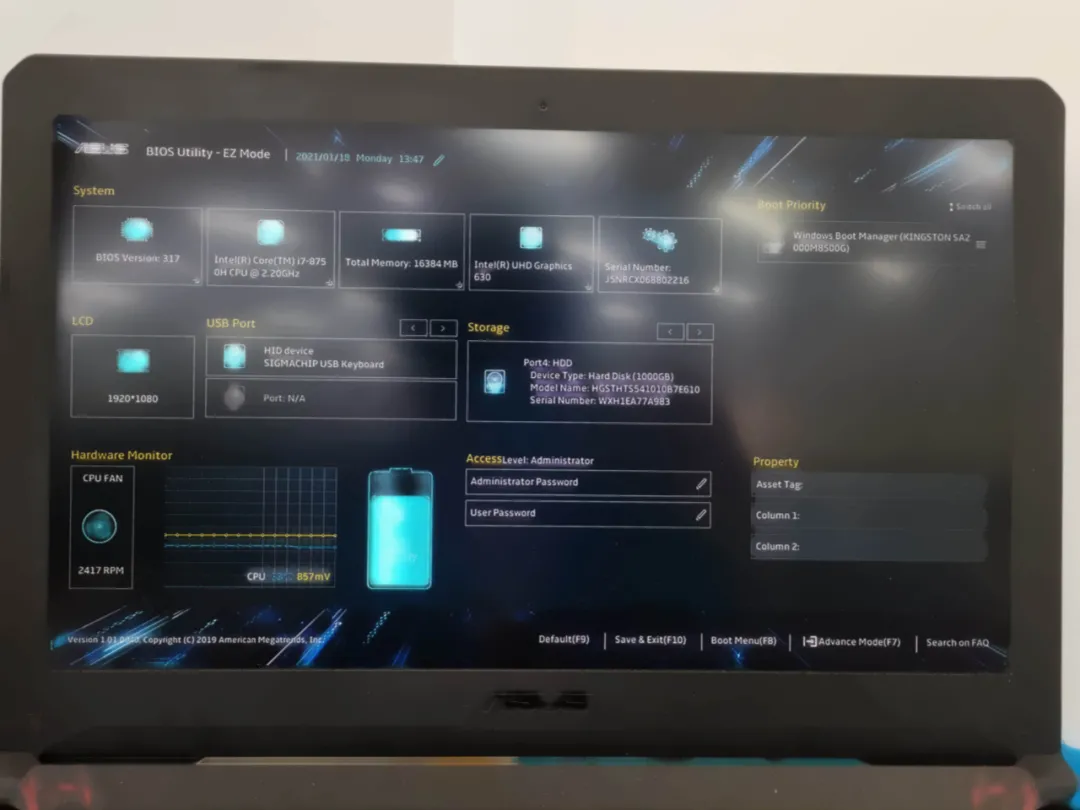 ASUS
BIOS Utility - EZ Mode
2021/01/18 Monday 13:47
System
BIOS Version: 317
Intel(R) Core(TM) i7-875
0H CPU @ 2.20GHz
Total Memory: 16384 MB
Intel(R) UHD Graphics
630
Serial Number:
J5NRCX068802216
Boot Priority
Switch all
Windows Boot Manager (KINGSTON SA2
000M8500G)
LCD
1920*1080
USB Port
HID device
SIGMACHIP USB Keyboard
Port: N/A
Storage
Port4: HDD
Device Type: Hard Disk (1000GB)
Model Name: HGSTHTS541010B7E610
Serial Number: WXH1EA77A983
Hardware Monitor
CPU FAN
2417 RPM
CPU 857mV
Access Level: Administrator
Administrator Password
User Password
Property
Asset Tag:
Column 1:
Column 2:
Version Copyright (C) 2019 American Megatrends, Inc.
Default(F9)
Save & Exit(F10)
Boot Menu(F8)
Advance Mode(F7)
Search on FAQ
ASUS